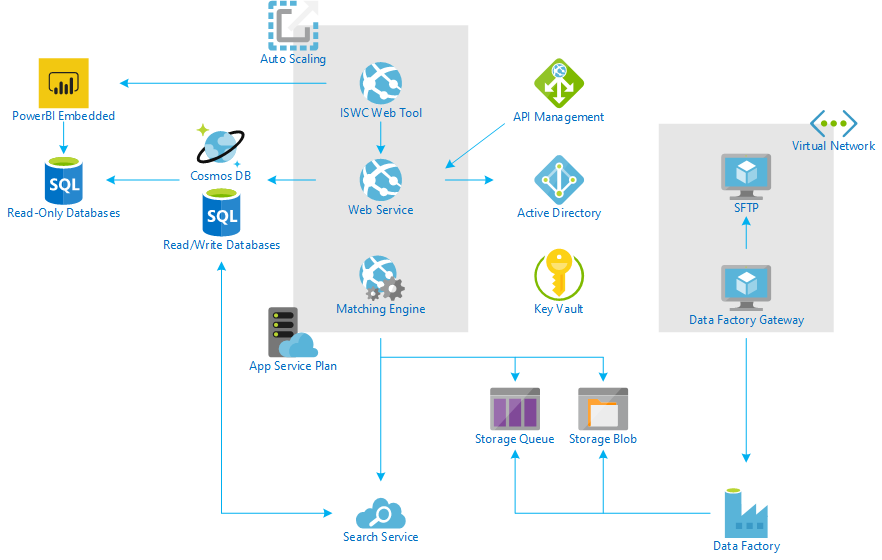 Auto Scaling
PowerBI Embedded
ISWC Web Tool
API Management
Virtual Network
Cosmos DB
SQL
Read-Only Databases
SQL
Web Service
Active Directory
SFTP
Read/Write Databases
Matching Engine
Key Vault
Data Factory Gateway
App Service Plan
Storage Queue
Storage Blob
Search Service
Data Factory